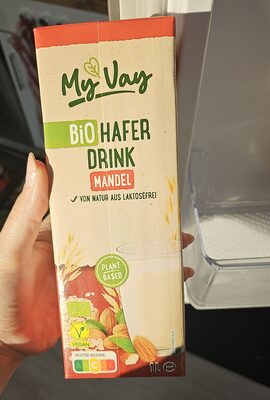 My Vay
BiO HAFER
DRINK
MANDEL
✓ VON NATUR AUS LAKTOSEFREI
PLANT
BASED
VEGAN
NUTRI-SCORE
1L e